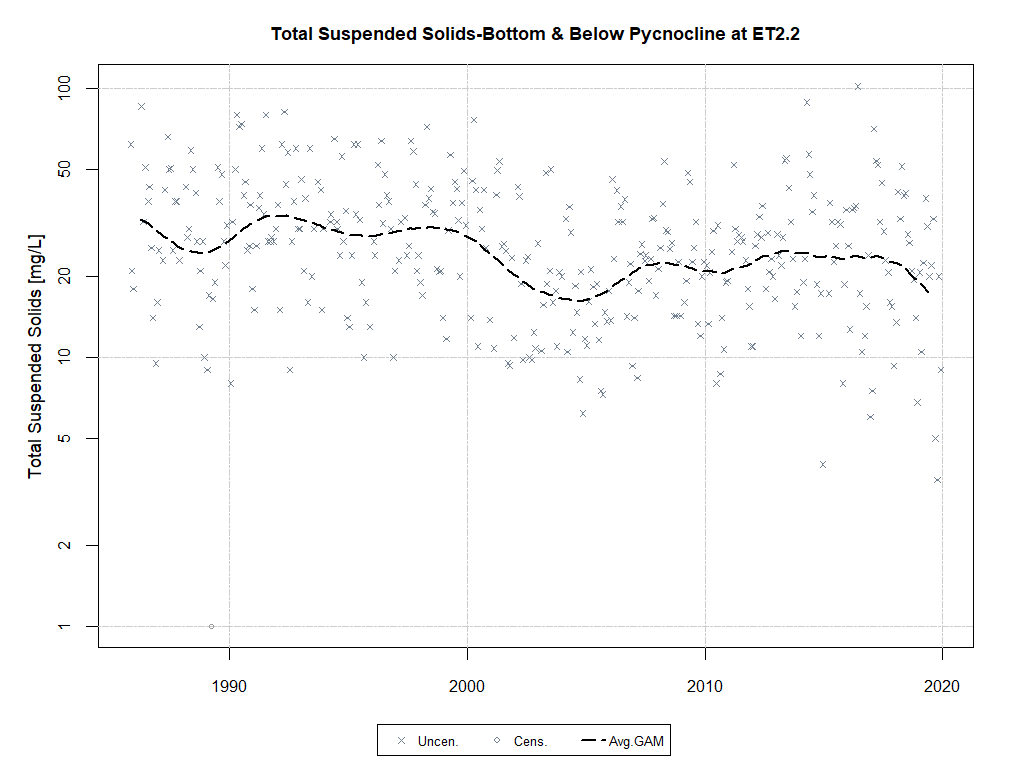 Total Suspended Solids-Bottom & Below Pycnocline at ET2.2
Total Suspended Solids [mg/L]
100
50
20
10
5
2
1
1990 2000 2010 2020
Uncen. Cens. Avg.GAM